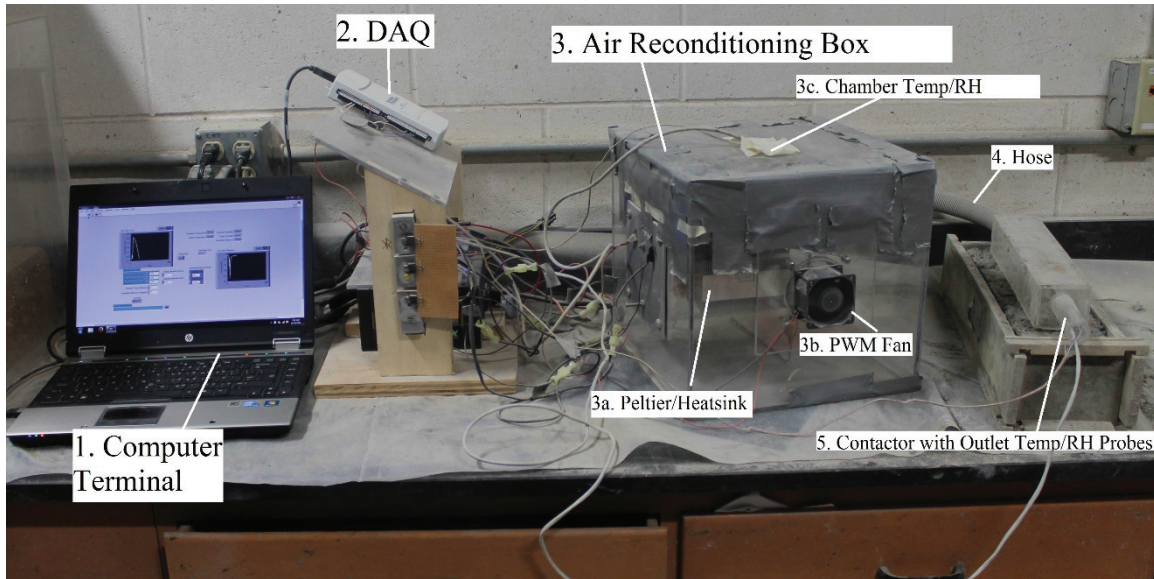 2. DAQ
3. Air Reconditioning Box
3c. Chamber Temp/RH
4. Hose
3b. PWM Fan
3a. Peltier/Heatsink
5. Contactor with Outlet Temp/RH Probes
1. Computer
Terminal
hp